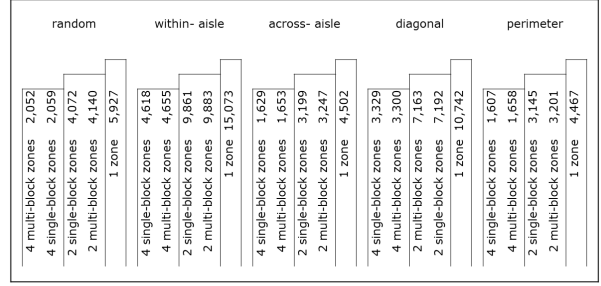 random
within- aisle
across- aisle
diagonal
perimeter
4 multi-block zones 2,052
4 single-block zones 2,059
2 single-block zones 4,072
2 multi-block zones 4,140
1 zone 5,927
4 single-block zones 4,618
4 multi-block zones 4,655
2 single-block zones 9,861
2 multi-block zones 9,883
1 zone 15,073
4 single-block zones 1,629
4 multi-block zones 1,653
2 single-block zones 3,199
2 multi-block zones 3,247
1 zone 4,502
4 single-block zones 3,329
4 multi-block zones 3,300
2 multi-block zones 7,163
2 single-block zones 7,192
1 zone 10,742
4 single-block zones 1,607
4 multi-block zones 1,658
2 single-block zones 3,145
2 multi-block zones 3,201
1 zone 4,467